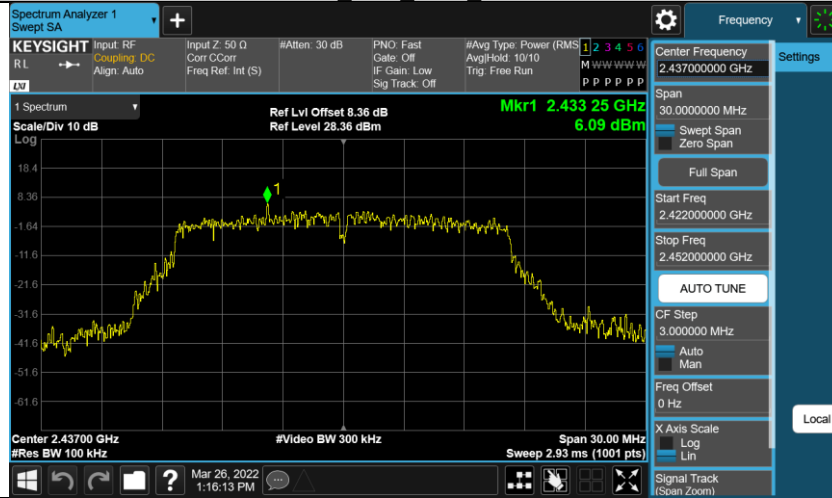 Spectrum Analyzer 1
Swept SA
+
Frequency
KEYSIGHT
RL
LXI
Input: RF
Coupling: DC
Align: Auto
Input Z: 50 Ω
Corr CCorr
Freq Ref: Int (S)
#Atten: 30 dB
PNO: Fast
Gate: Off
IF Gain: Low
Sig Track: Off
#Avg Type: Power (RMS
Avg|Hold: 10/10
Trig: Free Run
1 2 3 4 5 6
M W W W W W
P P P P P P
1 Spectrum
Scale/Div 10 dB
Log
Ref Lvl Offset 8.36 dB
Ref Level 28.36 dBm
Mkr1 2.433 25 GHz
6.09 dBm
1
18.4
8.36
-1.64
-11.6
-21.6
-31.6
-41.6
-51.6
-61.6
Center 2.43700 GHz
#Res BW 100 kHz
#Video BW 300 kHz
Span 30.00 MHz
Sweep 2.93 ms (1001 pts)
?
Mar 26, 2022
1:16:13 PM
Center Frequency
2.437000000 GHz
Span
30.0000000 MHz
Swept Span
Zero Span
Full Span
Start Freq
2.422000000 GHz
Stop Freq
2.452000000 GHz
AUTO TUNE
CF Step
3.000000 MHz
Auto
Man
Freq Offset
0 Hz
X Axis Scale
Log
Lin
Signal Track
(Span Zoom)
Settings
Local